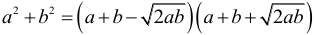 a² + b² = (a + b − √2ab)(a + b + √2ab)